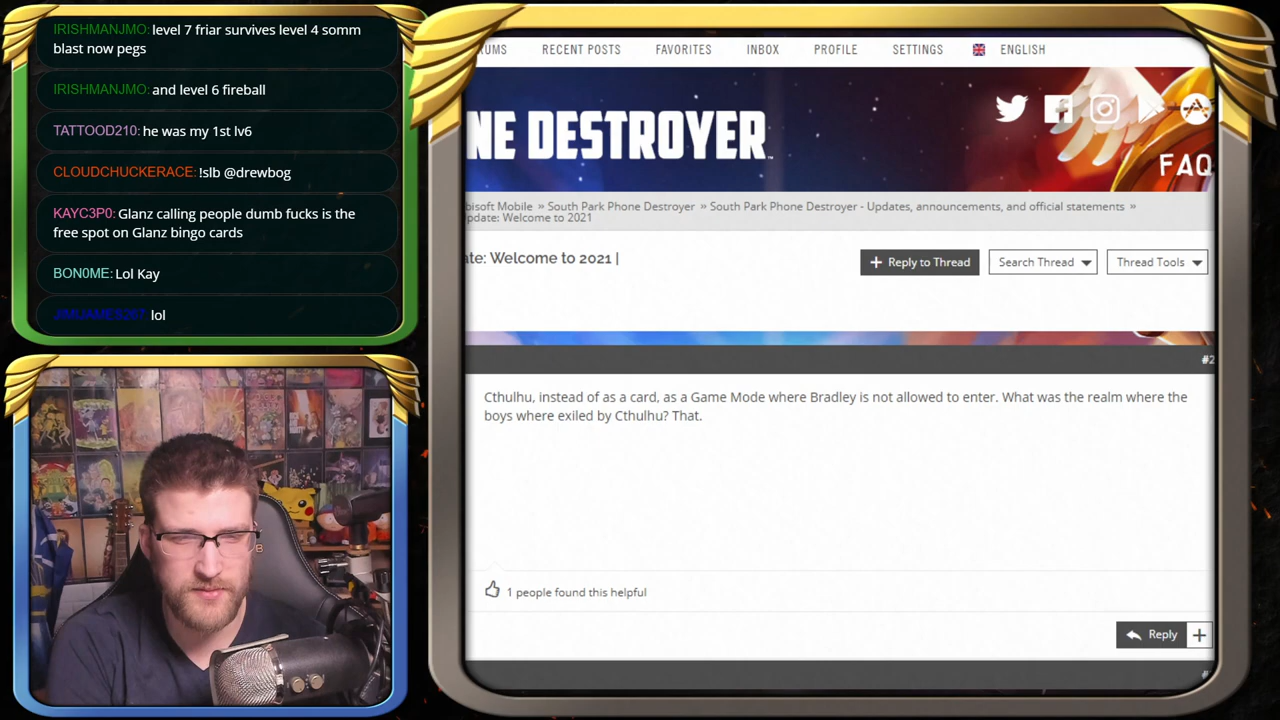 IRISHMANJMO: level 7 friar survives level 4 somm
blast now pegs
IRISHMANJMO: and level 6 fireball
TATTOOD210: he was my 1st lv6
CLOUDCHUCKERACE: !slb @drewbog
KAYC3P0: Glanz calling people dumb fucks is the
free spot on Glanz bingo cards
BON0ME: Lol Kay
JIMIJAMES267: lol
RUMS RECENT POSTS FAVORITES INBOX PROFILE SETTINGS ENGLISH
NE DESTROYER
FAQ
bisoft Mobile » South Park Phone Destroyer » South Park Phone Destroyer - Updates, announcements, and official statements »
pdate: Welcome to 2021
ate: Welcome to 2021 |
+ Reply to Thread Search Thread Thread Tools
#2
Cthulhu, instead of as a card, as a Game Mode where Bradley is not allowed to enter. What was the realm where the
boys where exiled by Cthulhu? That.
1 people found this helpful
Reply +